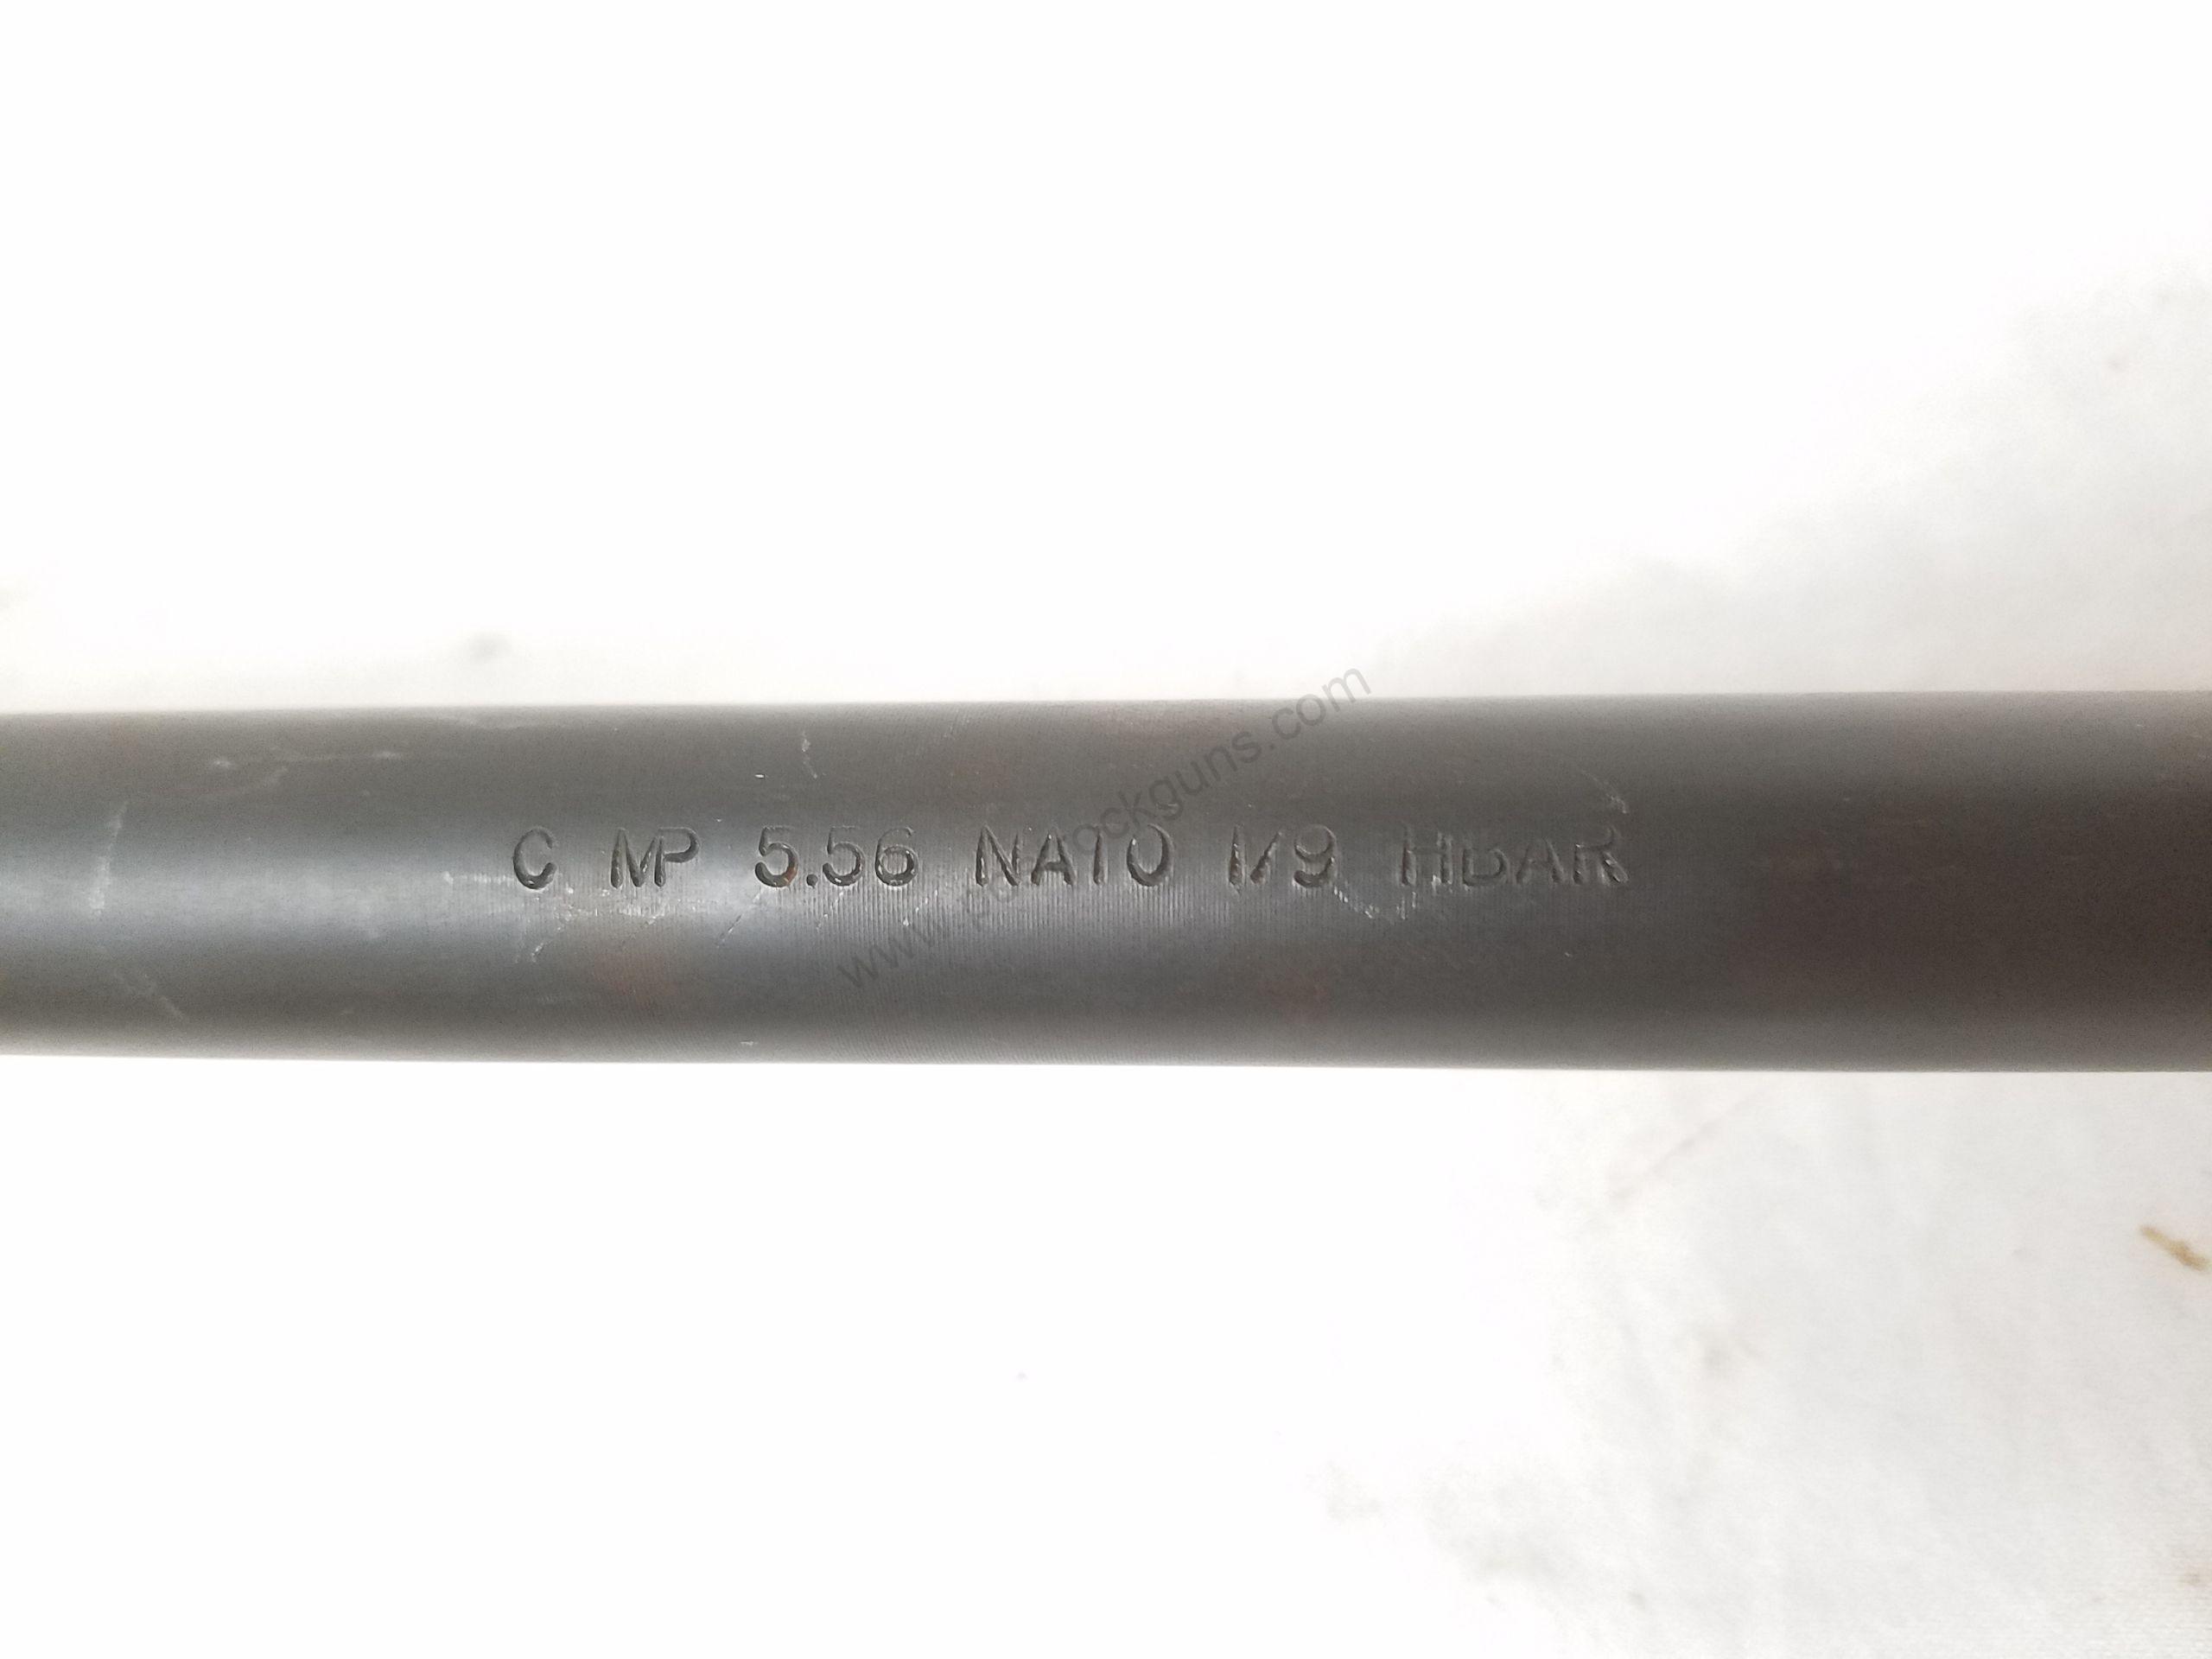 C MP 5.56 NATO 1/9 HBAR